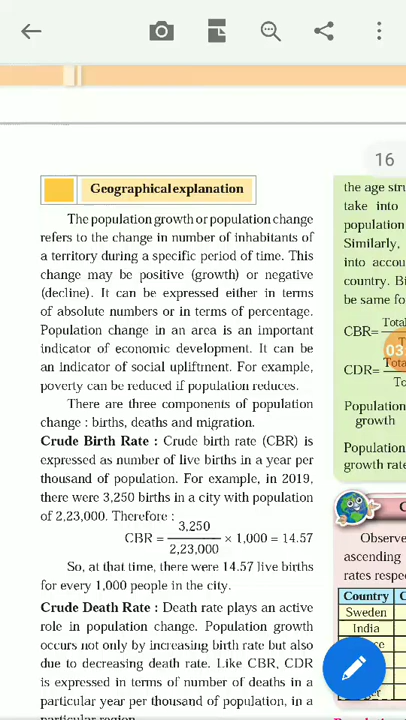 16
Geographical explanation
The population growth or population change
refers to the change in number of inhabitants of
a territory during a specific period of time. This
change may be positive (growth) or negative
(decline). It can be expressed either in terms
of absolute numbers or in terms of percentage.
Population change in an area is an important
indicator of economic development. It can be
an indicator of social upliftment. For example,
poverty can be reduced if population reduces.
There are three components of population
change : births, deaths and migration.
Crude Birth Rate : Crude birth rate (CBR) is
expressed as number of live births in a year per
thousand of population. For example, in 2019,
there were 3,250 births in a city with population
of 2,23,000. Therefore :
3,250
CBR = ――― × 1,000 = 14.57
2,23,000
So, at that time, there were 14.57 live births
for every 1,000 people in the city.
Crude Death Rate : Death rate plays an active
role in population change. Population growth
occurs not only by increasing birth rate but also
due to decreasing death rate. Like CBR, CDR
is expressed in terms of number of deaths in a
particular year per thousand of population, in a
particular region.
the age stru
take into
population
Similarly,
into accou
country. Bi
be same fo
Total
CBR=
T
03
Tota
CDR=
To
Population
growth
Population
growth rate
C
Observe
ascending
rates respec
Country C
Sweden
India